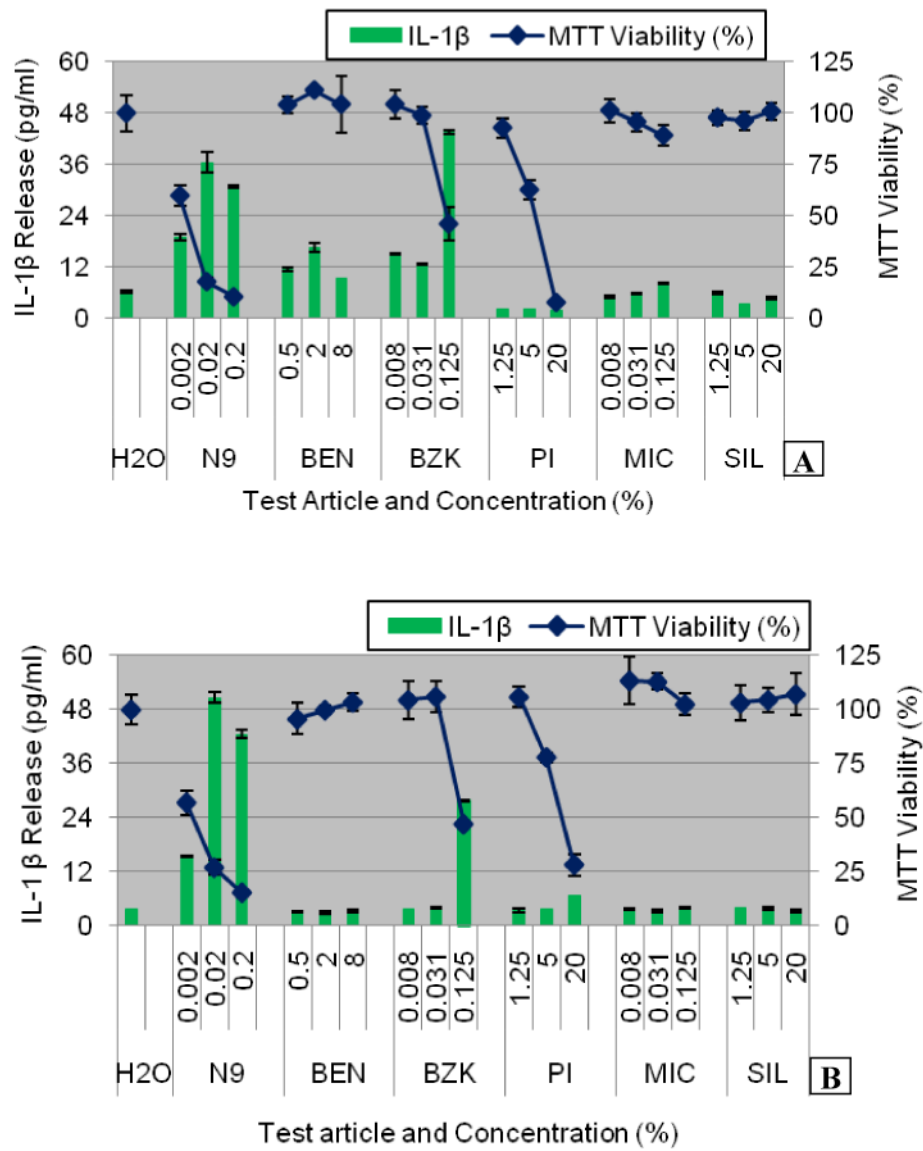 IL-1β MTT Viability (%)
IL-1β Release (pg/ml)
60 125
48 100
36 75
24 50
12 25
0 0
MTT Viability (%)
0.002 0.02 0.2 0.5 2 8 0.008 0.031 0.125 1.25 5 20 0.008 0.031 0.125 1.25 5 20
H2O N9 BEN BZK PI MIC SIL A
Test Article and Concentration (%)
IL-1β MTT Viability (%)
IL-1 β Release (pg/ml)
60 125
48 100
36 75
24 50
12 25
0 0
MTT Viability (%)
0.002 0.02 0.2 0.5 2 8 0.008 0.031 0.125 1.25 5 20 0.008 0.031 0.125 1.25 5 20
H2O N9 BEN BZK PI MIC SIL B
Test article and Concentration (%)